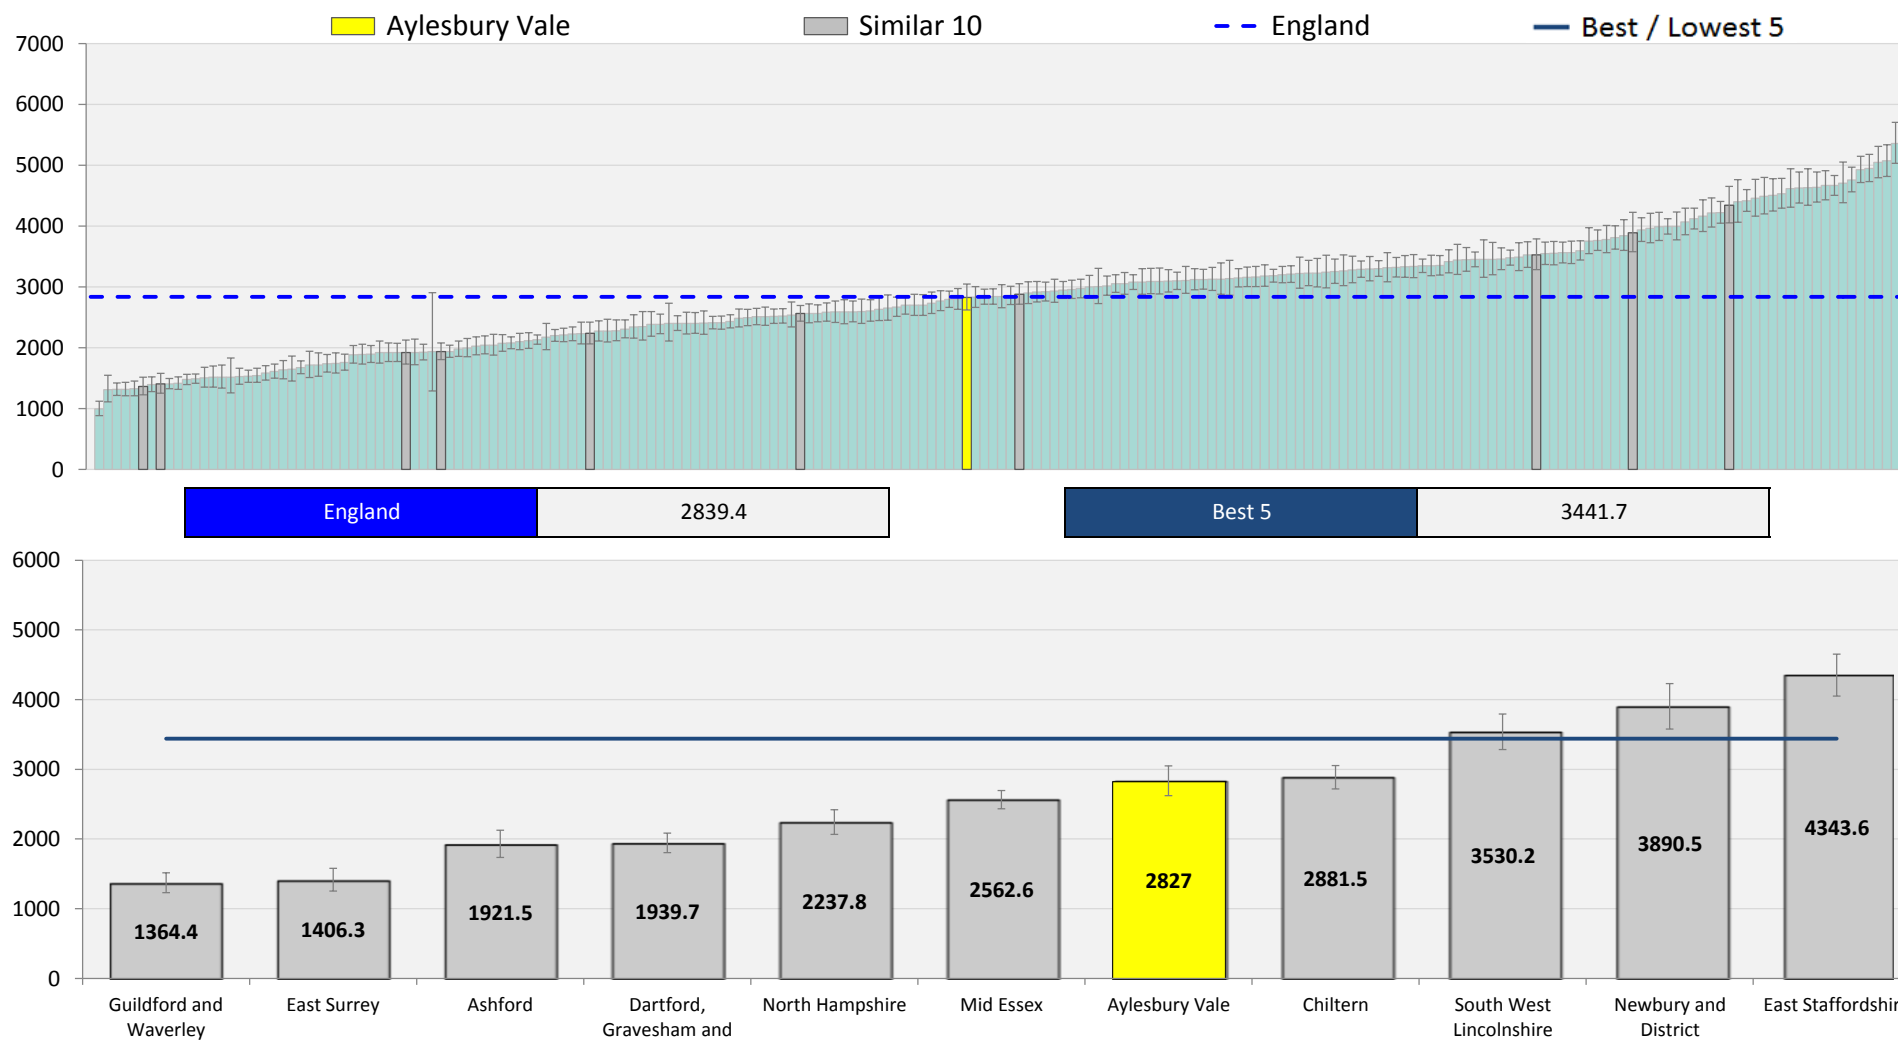 Aylesbury Vale
Similar 10
England
Best / Lowest 5
7000
6000
5000
4000
3000
2000
1000
0
England
2839.4
Best 5
3441.7
6000
5000
4000
3000
2000
1000
0
1364.4
1406.3
1921.5
1939.7
2237.8
2562.6
2827
2881.5
3530.2
3890.5
4343.6
Guildford and
Waverley
East Surrey
Ashford
Dartford,
Gravesham and
North Hampshire
Mid Essex
Aylesbury Vale
Chiltern
South West
Lincolnshire
Newbury and
District
East Staffordshir